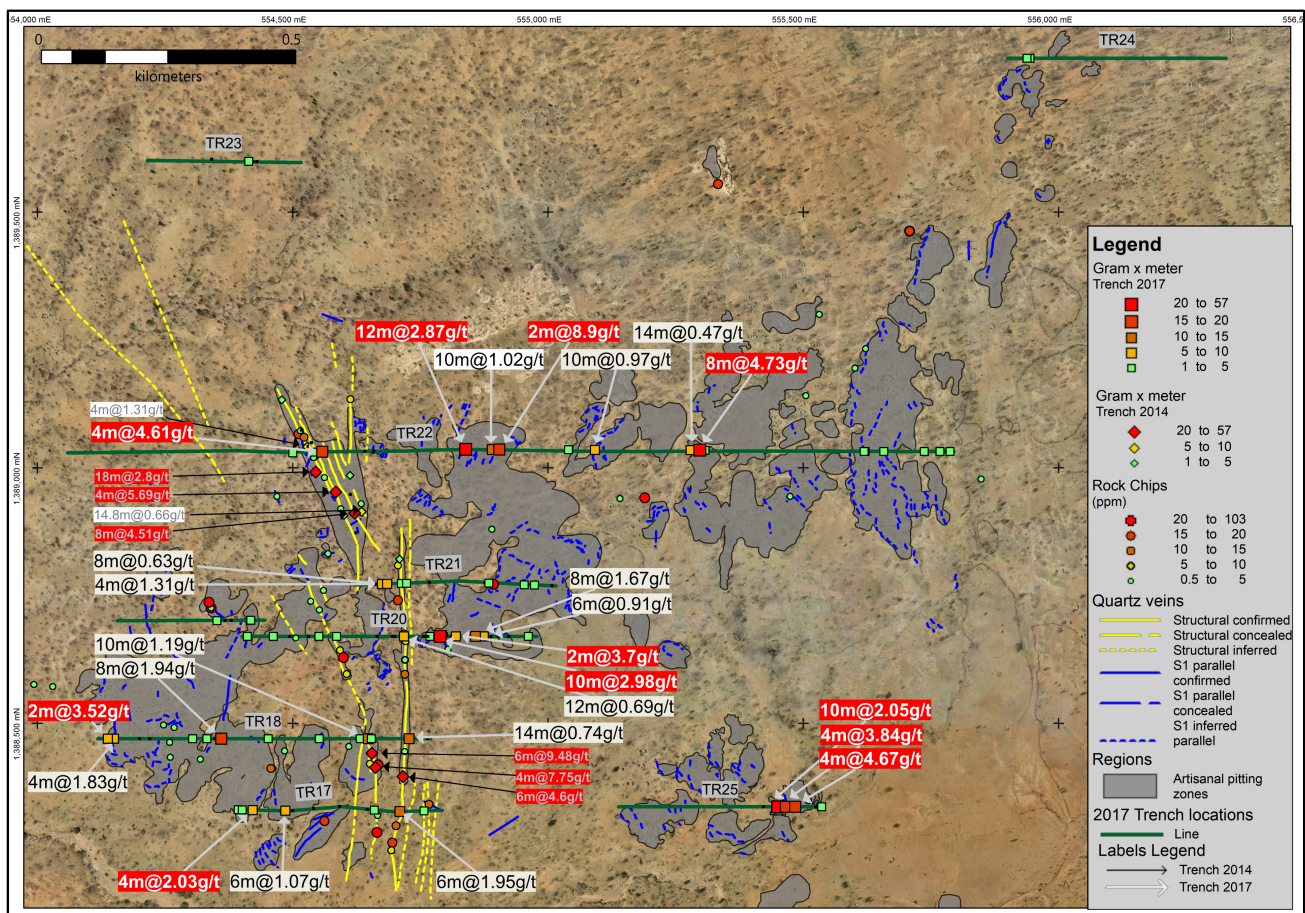 54,000 mE
554,500 mE
555,000 mE
555,500 mE
556,000 mE
556,5
0
0.5
kilometers
TR24
TR23
1,389,500 mN
12m@2.87g/t
2m@8.9g/t
14m@0.47g/t
10m@1.02g/t
10m@0.97g/t
8m@4.73g/t
4m@1.31g/t
4m@4.61g/t
TR22
18m@2.8g/t
4m@5.69g/t
14.8m@0.66g/t
8m@4.51g/t
1,389,000 mN
8m@0.63g/t
4m@1.31g/t
TR21
8m@1.67g/t
6m@0.91g/t
TR20
10m@1.19g/t
8m@1.94g/t
2m@3.7g/t
10m@2.98g/t
12m@0.69g/t
2m@3.52g/t
TR18
14m@0.74g/t
10m@2.05g/t
4m@3.84g/t
4m@4.67g/t
1,388,500 mN
4m@1.83g/t
6m@9.48g/t
4m@7.75g/t
6m@4.6g/t
TR17
TR25
4m@2.03g/t
6m@1.07g/t
6m@1.95g/t
Legend
Gram x meter
Trench 2017
20 to 57
15 to 20
10 to 15
5 to 10
1 to 5
Gram x meter
Trench 2014
20 to 57
5 to 10
1 to 5
Rock Chips
(ppm)
20 to 103
15 to 20
10 to 15
5 to 10
0.5 to 5
Quartz veins
Structural confirmed
Structural concealed
Structural inferred
S1 parallel
confirmed
S1 parallel
concealed
S1 inferred
parallel
Regions
Artisanal pitting
zones
2017 Trench locations
Line
Labels Legend
Trench 2014
Trench 2017